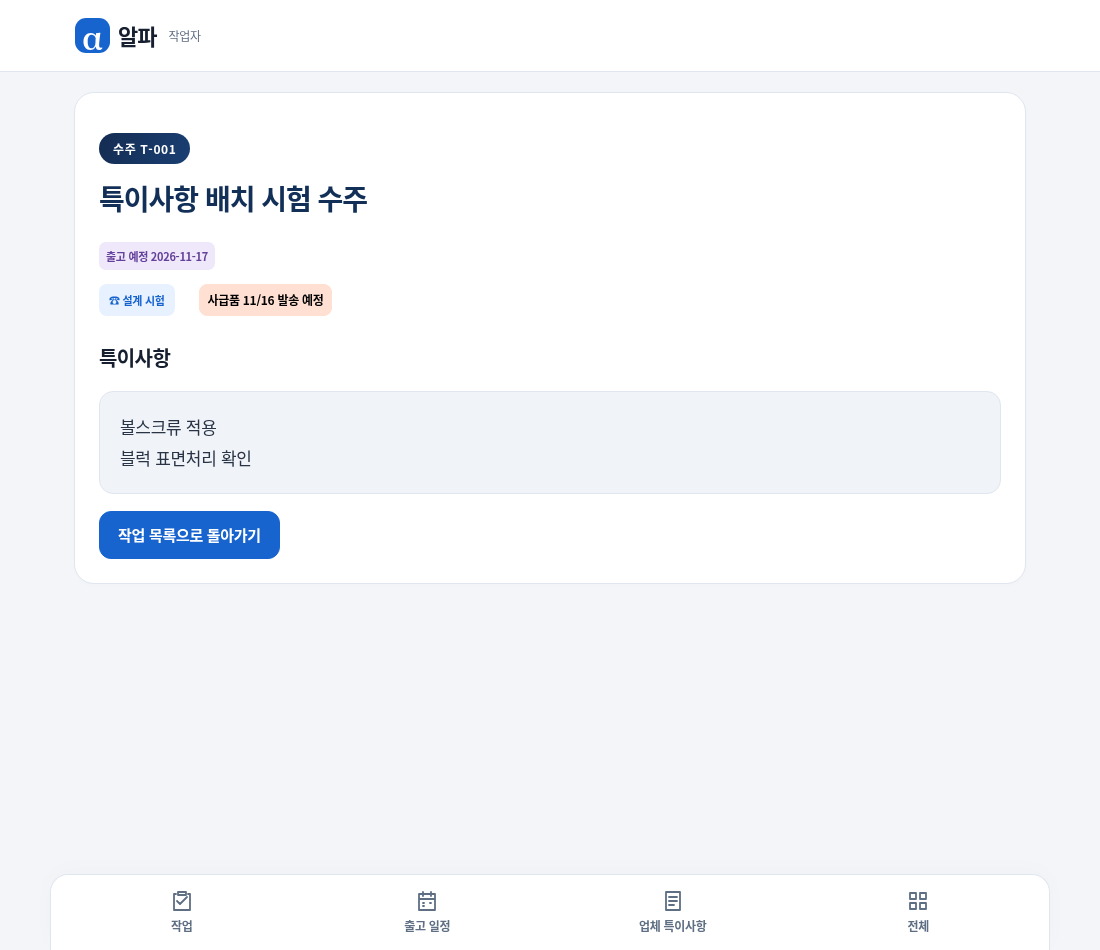 α 알파 작업자
수주 T-001
특이사항 배치 시험 수주
출고 예정 2026-11-17
☎ 설계 시험 사급품 11/16 발송 예정
특이사항
볼스크류 적용
블럭 표면처리 확인
작업 목록으로 돌아가기
작업 출고 일정 업체 특이사항 전체